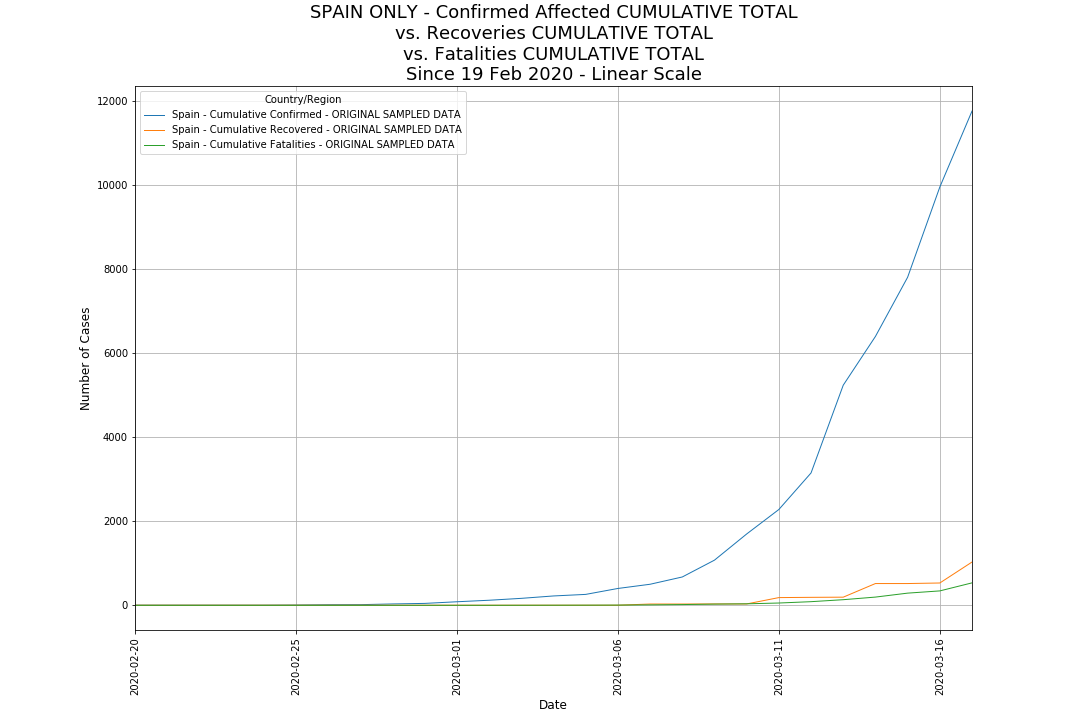 SPAIN ONLY - Confirmed Affected CUMULATIVE TOTAL
vs. Recoveries CUMULATIVE TOTAL
vs. Fatalities CUMULATIVE TOTAL
Since 19 Feb 2020 - Linear Scale
Country/Region
Spain - Cumulative Confirmed - ORIGINAL SAMPLED DATA
Spain - Cumulative Recovered - ORIGINAL SAMPLED DATA
Spain - Cumulative Fatalities - ORIGINAL SAMPLED DATA
12000
10000
8000
6000
4000
2000
0
Number of Cases
2020-02-20
2020-02-25
2020-03-01
2020-03-06
2020-03-11
2020-03-16
Date